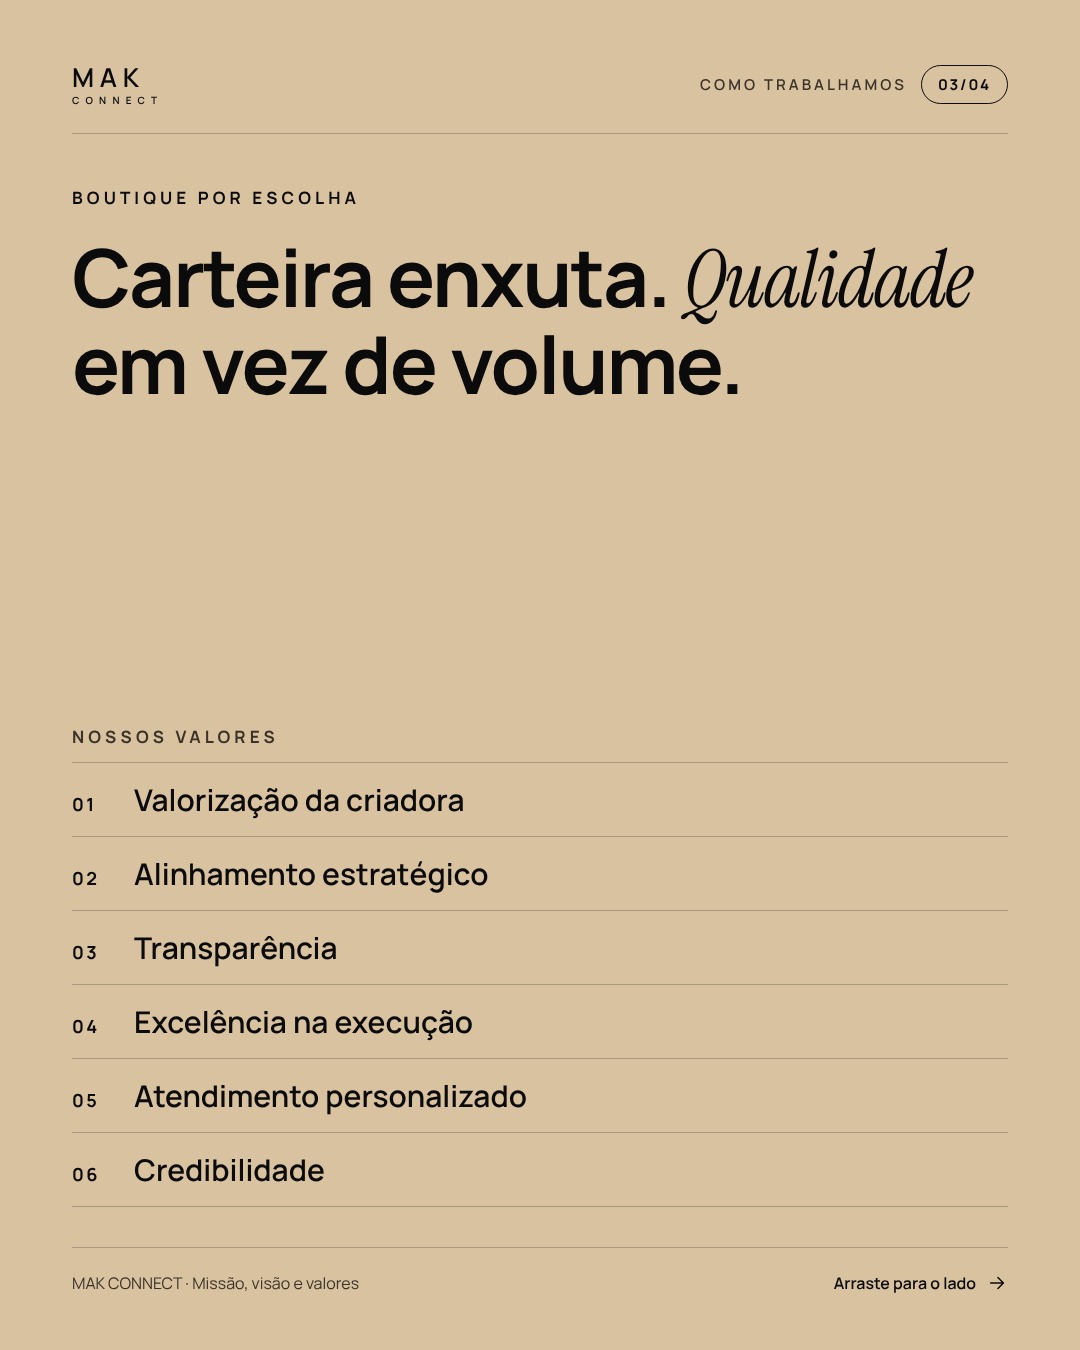 MAK
CONNECT
COMO TRABALHAMOS 03/04
BOUTIQUE POR ESCOLHA
Carteira enxuta. Qualidade
em vez de volume.
NOSSOS VALORES
01 Valorização da criadora
02 Alinhamento estratégico
03 Transparência
04 Excelência na execução
05 Atendimento personalizado
06 Credibilidade
MAK CONNECT · Missão, visão e valores
Arraste para o lado →